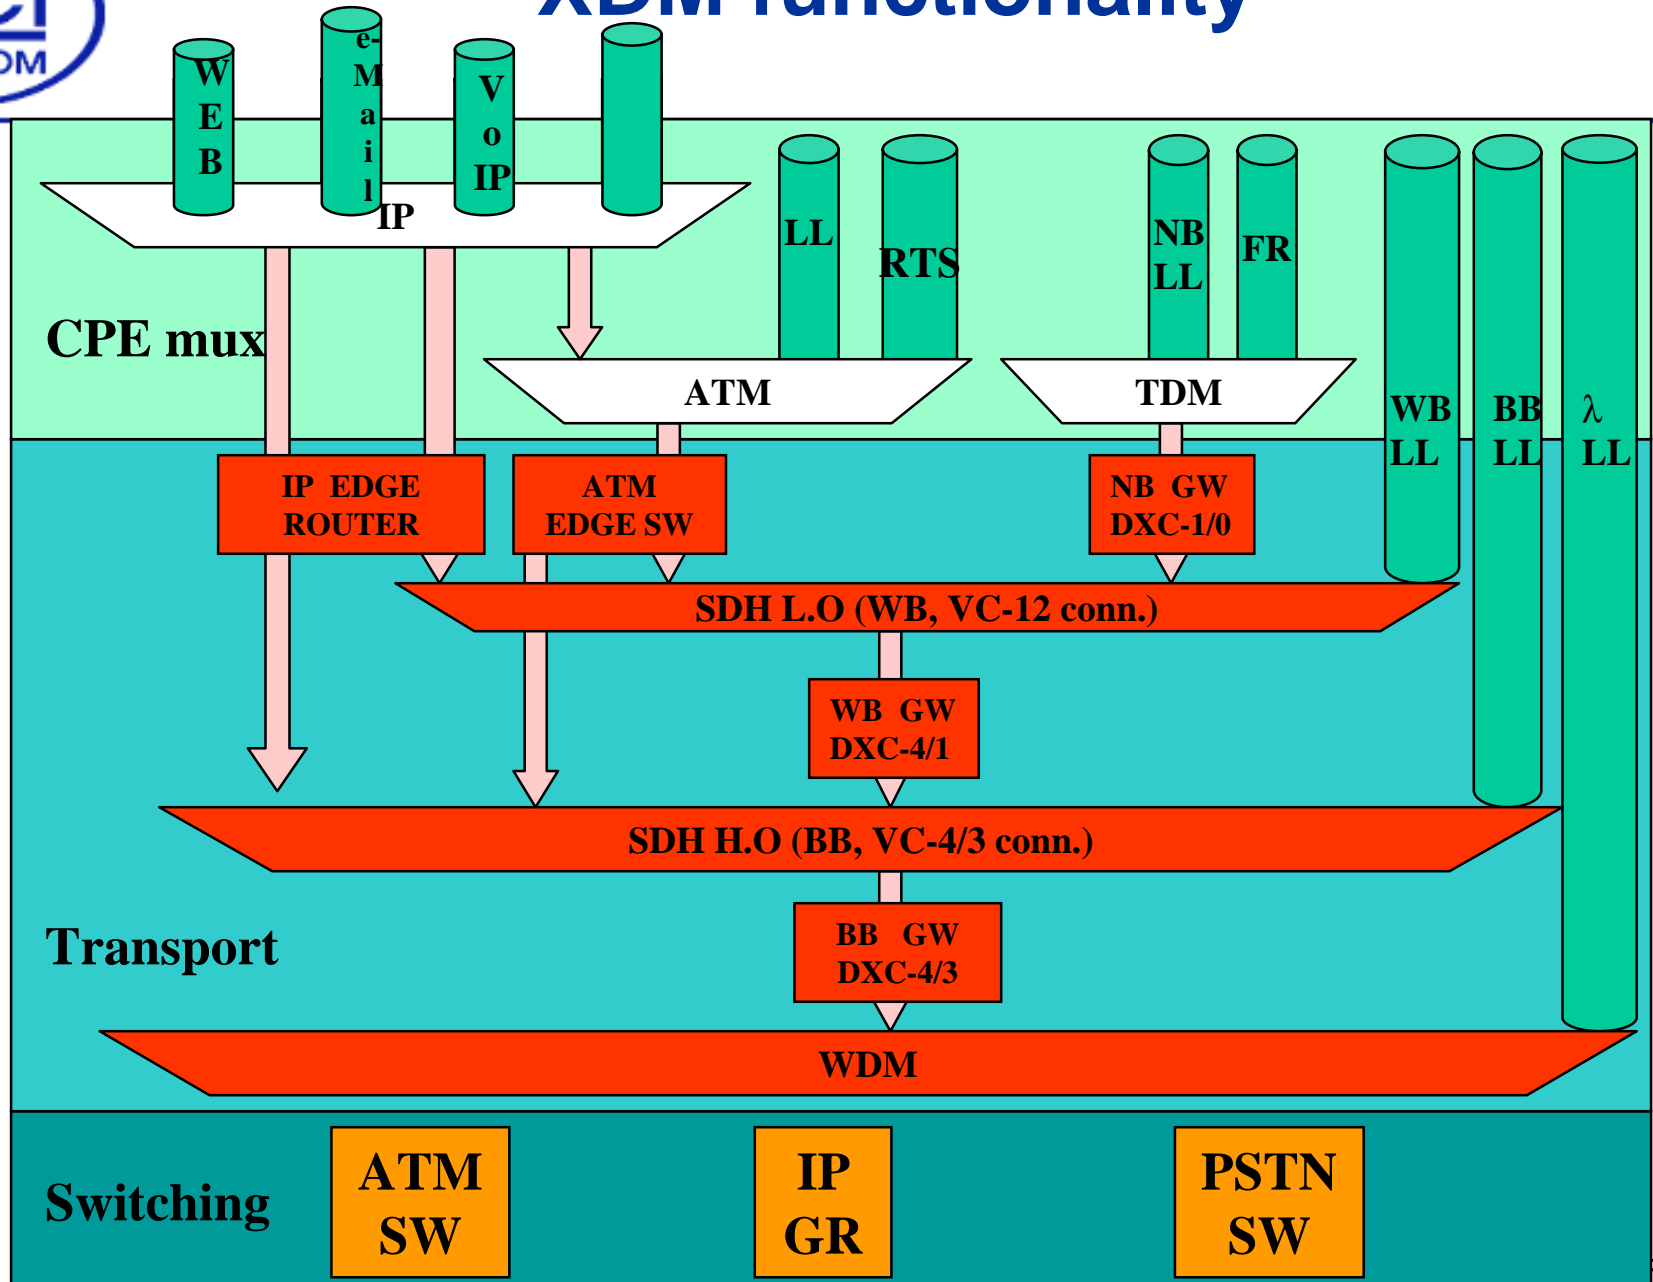 XDM functionality
WEB
e-Mail
VoIP
IP
LL
RTS
NB
LL
FR
CPE mux
ATM
TDM
WB
LL
BB
LL
λ
LL
IP EDGE
ROUTER
ATM
EDGE SW
NB GW
DXC-1/0
SDH L.O (WB, VC-12 conn.)
WB GW
DXC-4/1
SDH H.O (BB, VC-4/3 conn.)
Transport
BB GW
DXC-4/3
WDM
Switching
ATM
SW
IP
GR
PSTN
SW